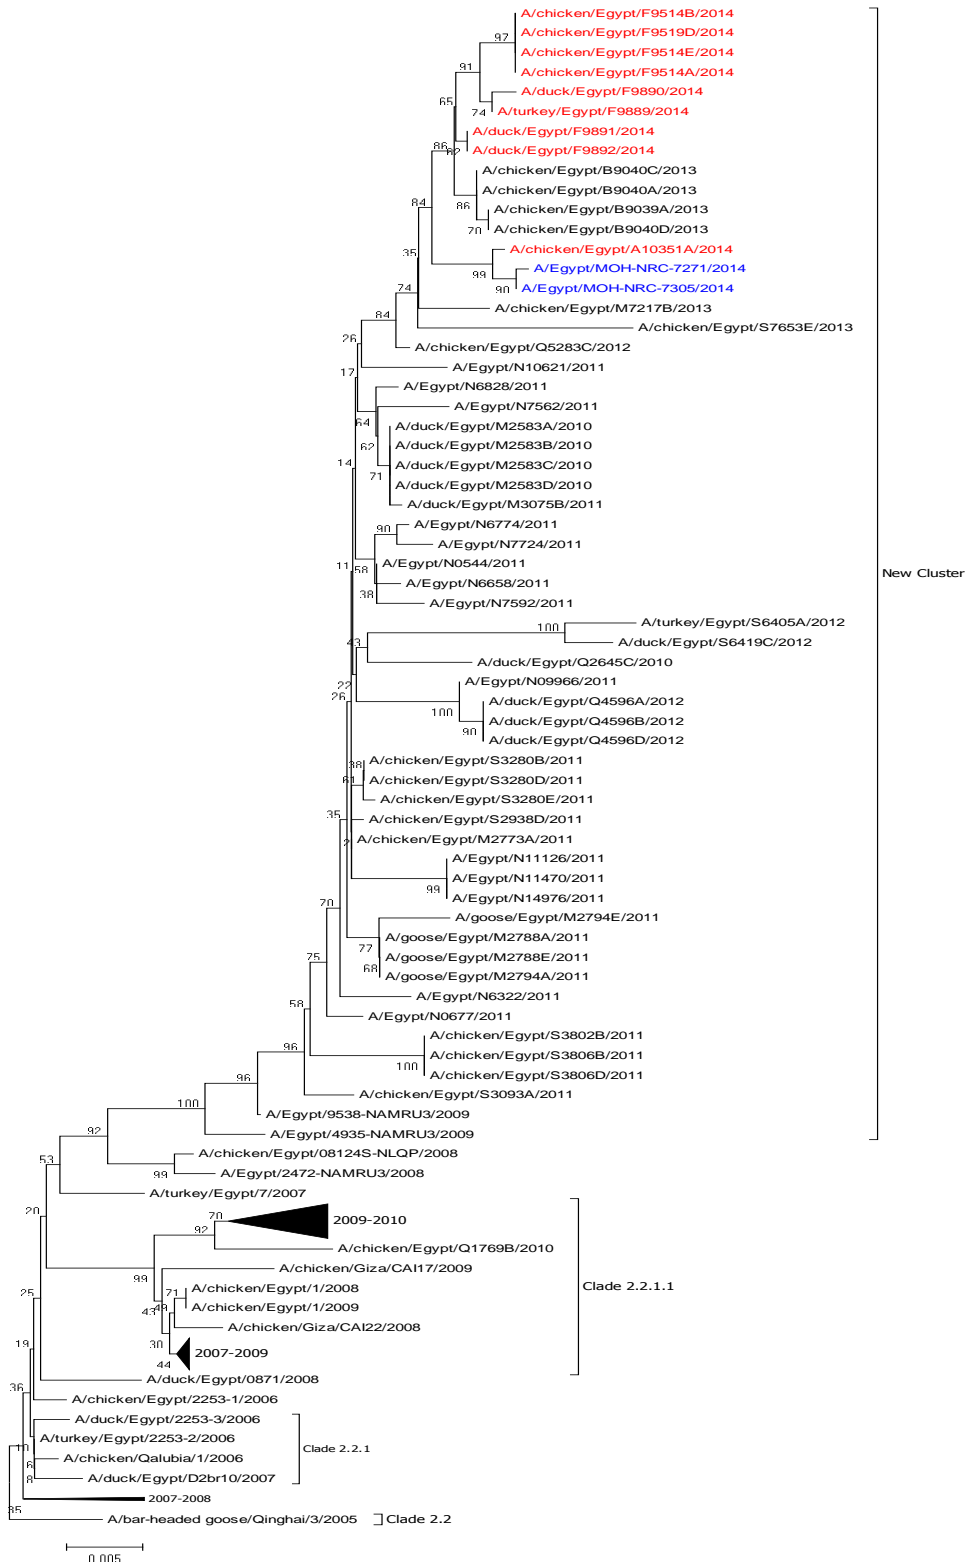 A/chicken/Egypt/F9514B/2014
A/chicken/Egypt/F9519D/2014
97
A/chicken/Egypt/F9514E/2014
A/chicken/Egypt/F9514A/2014
91
A/duck/Egypt/F9890/2014
65
74
A/turkey/Egypt/F9889/2014
A/duck/Egypt/F9891/2014
86
82
A/duck/Egypt/F9892/2014
A/chicken/Egypt/B9040C/2013
A/chicken/Egypt/B9040A/2013
84
86
A/chicken/Egypt/B9039A/2013
70
A/chicken/Egypt/B9040D/2013
35
A/chicken/Egypt/A10351A/2014
99
A/Egypt/MOH-NRC-7271/2014
90
A/Egypt/MOH-NRC-7305/2014
74
A/chicken/Egypt/M7217B/2013
84
A/chicken/Egypt/S7653E/2013
26
A/chicken/Egypt/Q5283C/2012
17
A/Egypt/N10621/2011
A/Egypt/N6828/2011
64
A/Egypt/N7562/2011
A/duck/Egypt/M2583A/2010
62
A/duck/Egypt/M2583B/2010
14
71
A/duck/Egypt/M2583C/2010
A/duck/Egypt/M2583D/2010
A/duck/Egypt/M3075B/2011
90
A/Egypt/N6774/2011
A/Egypt/N7724/2011
11
58
A/Egypt/N0544/2011
New Cluster
38
A/Egypt/N6658/2011
A/Egypt/N7592/2011
100
A/turkey/Egypt/S6405A/2012
43
A/duck/Egypt/S6419C/2012
A/duck/Egypt/Q2645C/2010
22
A/Egypt/N09966/2011
26
100
A/duck/Egypt/Q4596A/2012
A/duck/Egypt/Q4596B/2012
90
A/duck/Egypt/Q4596D/2012
38
A/chicken/Egypt/S3280B/2011
61
A/chicken/Egypt/S3280D/2011
A/chicken/Egypt/S3280E/2011
35
A/chicken/Egypt/S2938D/2011
2
A/chicken/Egypt/M2773A/2011
A/Egypt/N11126/2011
A/Egypt/N11470/2011
99
A/Egypt/N14976/2011
70
A/goose/Egypt/M2794E/2011
A/goose/Egypt/M2788A/2011
77
A/goose/Egypt/M2788E/2011
75
68
A/goose/Egypt/M2794A/2011
A/Egypt/N6322/2011
58
A/Egypt/N0677/2011
A/chicken/Egypt/S3802B/2011
96
A/chicken/Egypt/S3806B/2011
100
A/chicken/Egypt/S3806D/2011
96
A/chicken/Egypt/S3093A/2011
100
A/Egypt/9538-NAMRU3/2009
92
A/Egypt/4935-NAMRU3/2009
A/chicken/Egypt/08124S-NLQP/2008
53
99
A/Egypt/2472-NAMRU3/2008
A/turkey/Egypt/7/2007
20
70
2009-2010
92
A/chicken/Egypt/Q1769B/2010
99
A/chicken/Giza/CAI17/2009
25
71
A/chicken/Egypt/1/2008
Clade 2.2.1.1
43
49
A/chicken/Egypt/1/2009
A/chicken/Giza/CAI22/2008
19
30
2007-2009
44
A/duck/Egypt/0871/2008
36
A/chicken/Egypt/2253-1/2006
A/duck/Egypt/2253-3/2006
10
A/turkey/Egypt/2253-2/2006
Clade 2.2.1
6
A/chicken/Qalubia/1/2006
8
A/duck/Egypt/D2br10/2007
2007-2008
35
A/bar-headed goose/Qinghai/3/2005
Clade 2.2
0.005